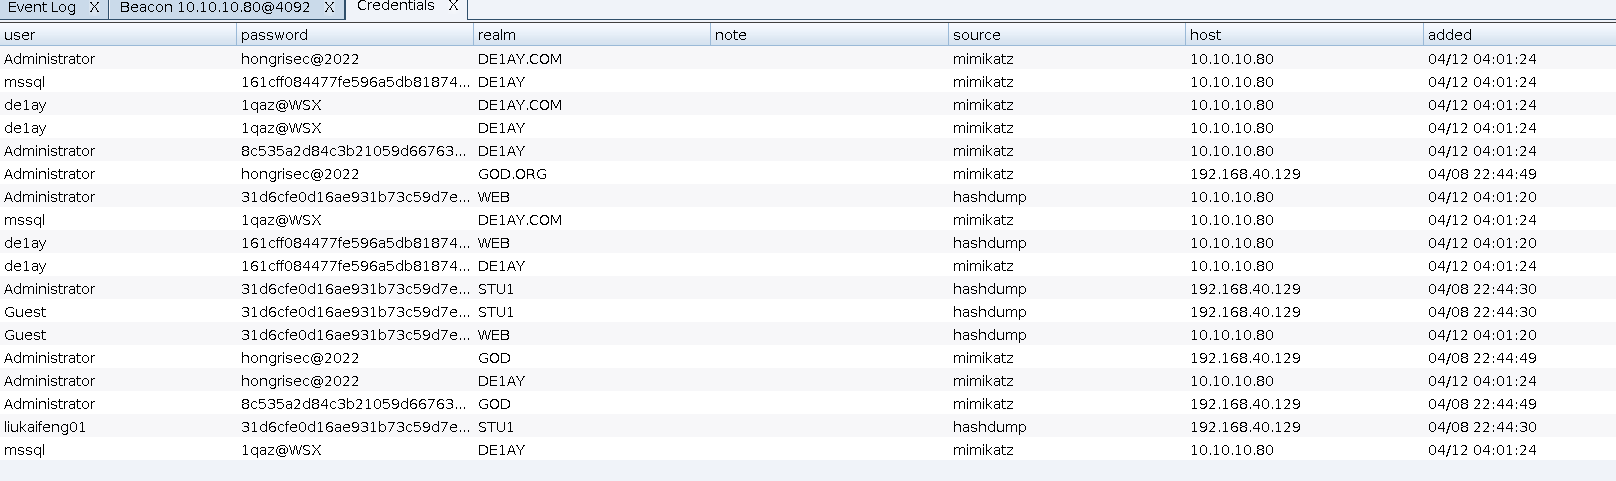 Event Log X Beacon 10.10.10.80@4092 X Credentials X
user password realm note source host added
Administrator hongrisec@2022 DE1AY.COM mimikatz 10.10.10.80 04/12 04:01:24
mssql 161cff084477fe596a5db81874... DE1AY mimikatz 10.10.10.80 04/12 04:01:24
de1ay 1qaz@WSX DE1AY.COM mimikatz 10.10.10.80 04/12 04:01:24
de1ay 1qaz@WSX DE1AY mimikatz 10.10.10.80 04/12 04:01:24
Administrator 8c535a2d84c3b21059d66763... DE1AY mimikatz 10.10.10.80 04/12 04:01:24
Administrator hongrisec@2022 GOD.ORG mimikatz 192.168.40.129 04/08 22:44:49
Administrator 31d6cfe0d16ae931b73c59d7e... WEB hashdump 10.10.10.80 04/12 04:01:20
mssql 1qaz@WSX DE1AY.COM mimikatz 10.10.10.80 04/12 04:01:24
de1ay 161cff084477fe596a5db81874... WEB hashdump 10.10.10.80 04/12 04:01:20
de1ay 161cff084477fe596a5db81874... DE1AY mimikatz 10.10.10.80 04/12 04:01:24
Administrator 31d6cfe0d16ae931b73c59d7e... STU1 hashdump 192.168.40.129 04/08 22:44:30
Guest 31d6cfe0d16ae931b73c59d7e... STU1 hashdump 192.168.40.129 04/08 22:44:30
Guest 31d6cfe0d16ae931b73c59d7e... WEB hashdump 10.10.10.80 04/12 04:01:20
Administrator hongrisec@2022 GOD mimikatz 192.168.40.129 04/08 22:44:49
Administrator hongrisec@2022 DE1AY mimikatz 10.10.10.80 04/12 04:01:24
Administrator 8c535a2d84c3b21059d66763... GOD mimikatz 192.168.40.129 04/08 22:44:49
liukaifeng01 31d6cfe0d16ae931b73c59d7e... STU1 hashdump 192.168.40.129 04/08 22:44:30
mssql 1qaz@WSX DE1AY mimikatz 10.10.10.80 04/12 04:01:24